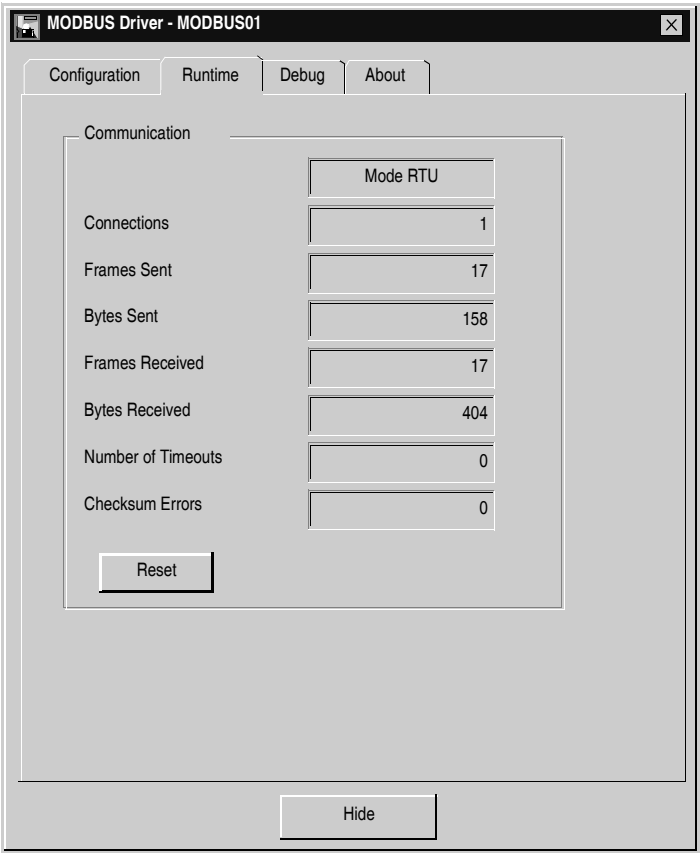 MODBUS Driver - MODBUS01
Configuration Runtime Debug About
Communication
Mode RTU
Connections 1
Frames Sent 17
Bytes Sent 158
Frames Received 17
Bytes Received 404
Number of Timeouts 0
Checksum Errors 0
Reset
Hide